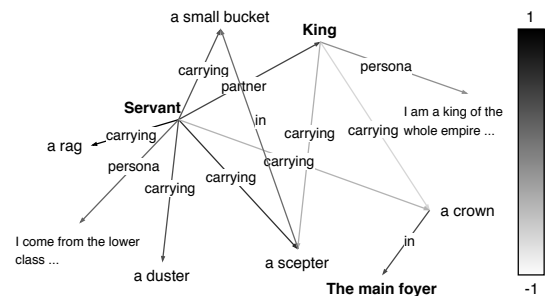 a small bucket
King
1
carrying
persona
partner
Servant
I am a king of the
whole empire ...
in
carrying
carrying
carrying
a rag
carrying
persona
carrying
carrying
a crown
I come from the lower
class ...
in
a scepter
a duster
The main foyer
-1